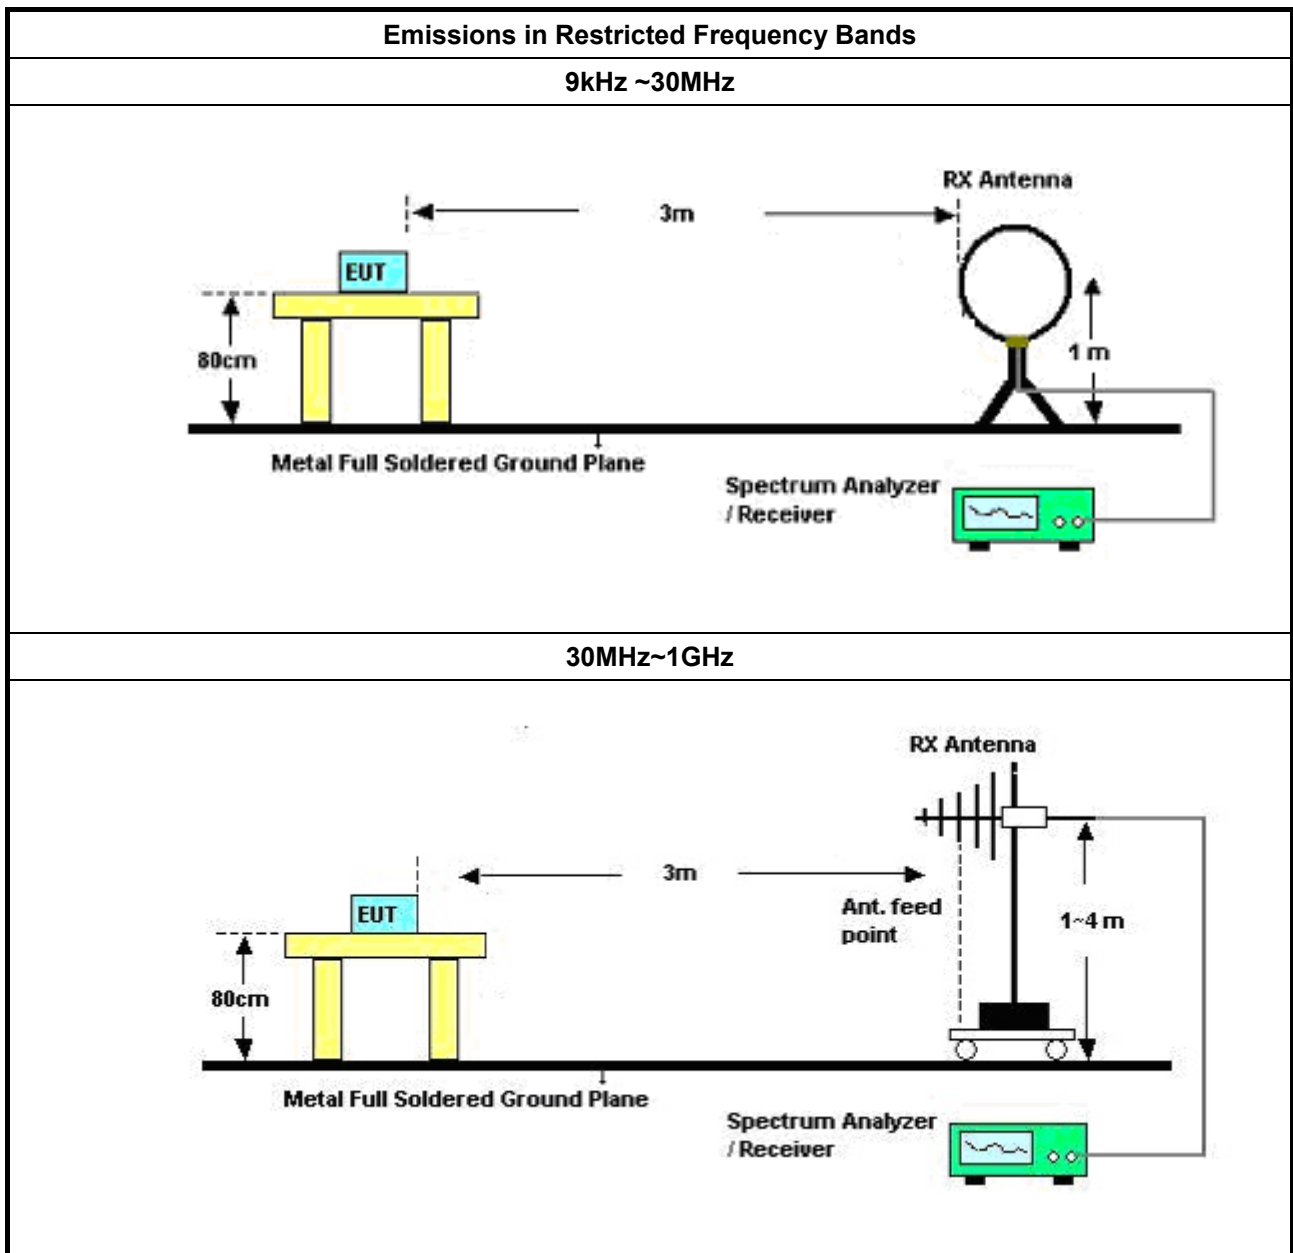 Emissions in Restricted Frequency Bands
9kHz ~30MHz
RX Antenna
3m
EUT
80cm
1 m
Metal Full Soldered Ground Plane
Spectrum Analyzer
/ Receiver
30MHz~1GHz
RX Antenna
3m
Ant. feed
point
EUT
1~4 m
80cm
Metal Full Soldered Ground Plane
Spectrum Analyzer
/ Receiver